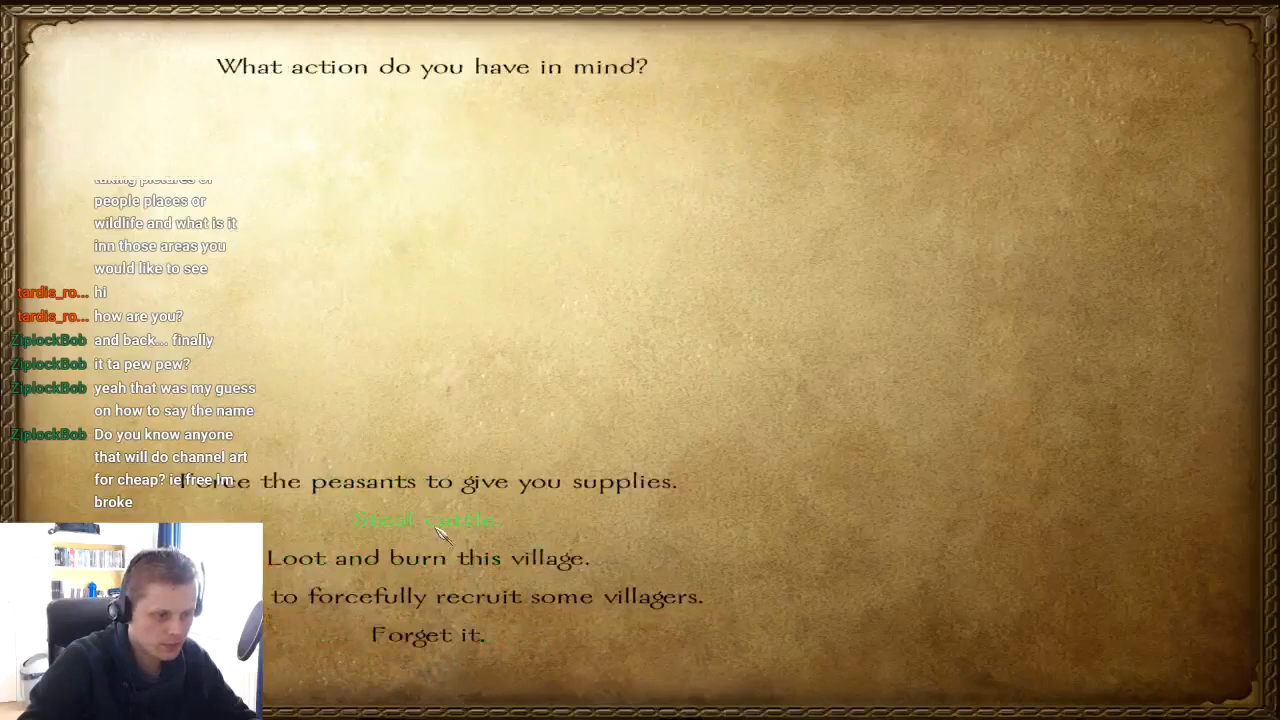 What action do you have in mind?
taking pictures of
people places or
wildlife and what is it
inn those areas you
would like to see
tardis_ro... hi
tardis_ro... how are you?
ZiplockBob and back... finally
ZiplockBob it ta pew pew?
ZiplockBob yeah that was my guess
on how to say the name
ZiplockBob Do you know anyone
that will do channel art
for cheap? ie free Im
broke
Force the peasants to give you supplies.
Steal cattle.
Loot and burn this village.
to forcefully recruit some villagers.
Forget it.